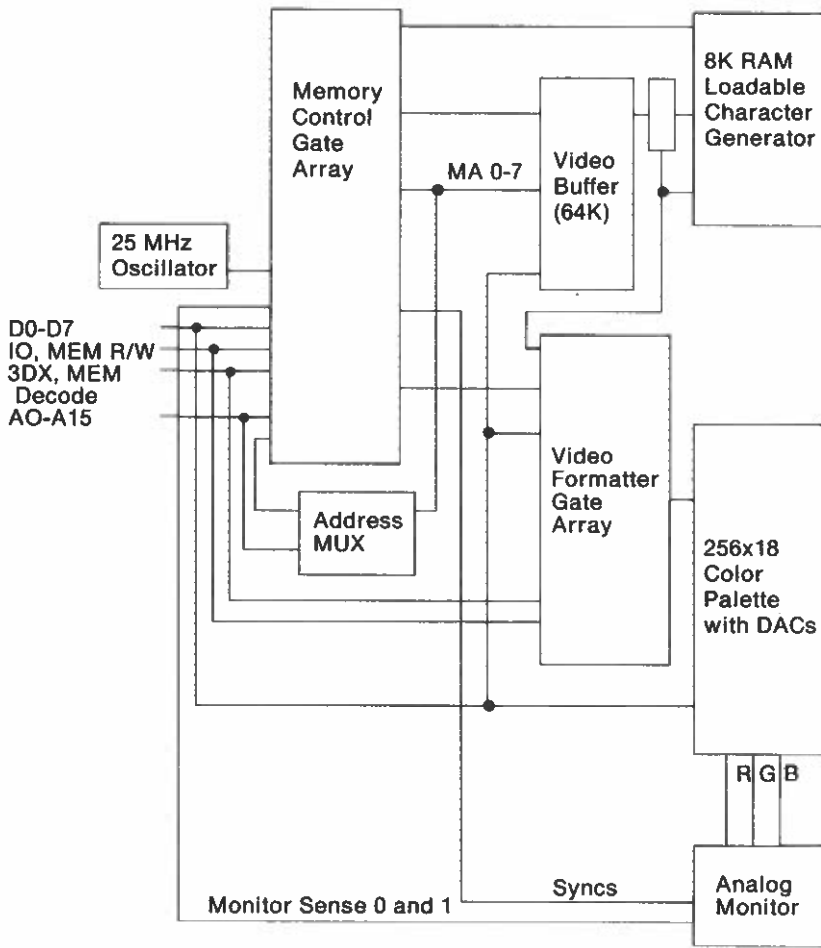 8K RAM
Loadable
Character
Generator
Memory
Control
Gate
Array
Video
Buffer
(64K)
MA 0-7
25 MHz
Oscillator
D0-D7
IO, MEM R/W
3DX, MEM
Decode
AO-A15
Address
MUX
Video
Formatter
Gate
Array
256x18
Color
Palette
with DACs
R G B
Analog
Monitor
Syncs
Monitor Sense 0 and 1